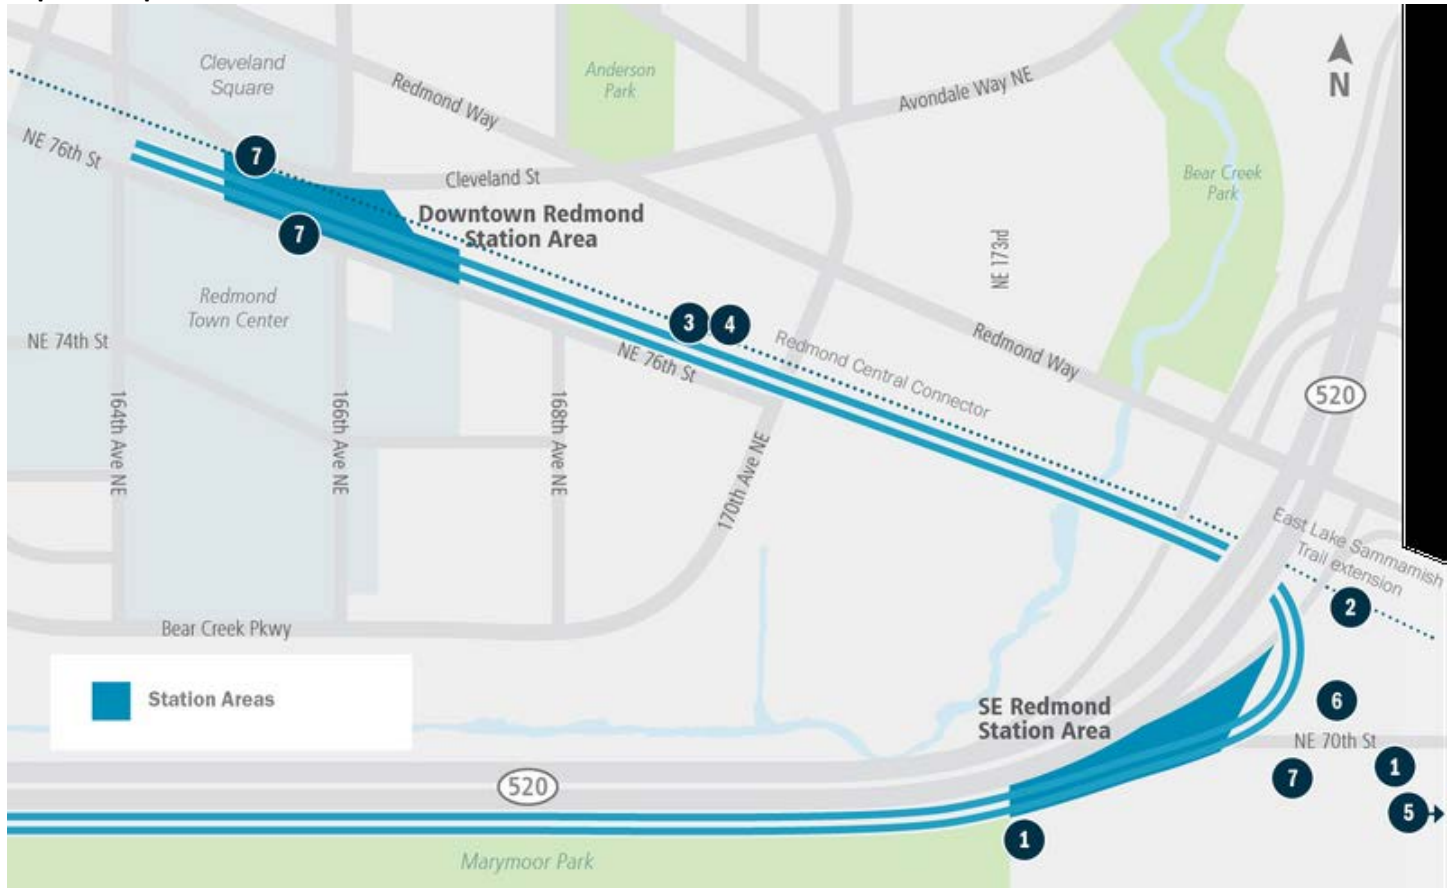 Cleveland
Square
Redmond Way
Anderson
Park
Avondale Way NE
N
NE 76th St
7
Cleveland St
Bear Creek
Park
Downtown Redmond
Station Area
7
NE 173rd
Redmond
Town Center
NE 74th St
3
4
NE 76th St
Redmond Central Connector
Redmond Way
520
164th Ave NE
166th Ave NE
168th Ave NE
170th Ave NE
East Lake Sammamish
Trail extension
2
Bear Creek Pkwy
Station Areas
SE Redmond
Station Area
6
NE 70th St
520
7
1
5
1
Marymoor Park